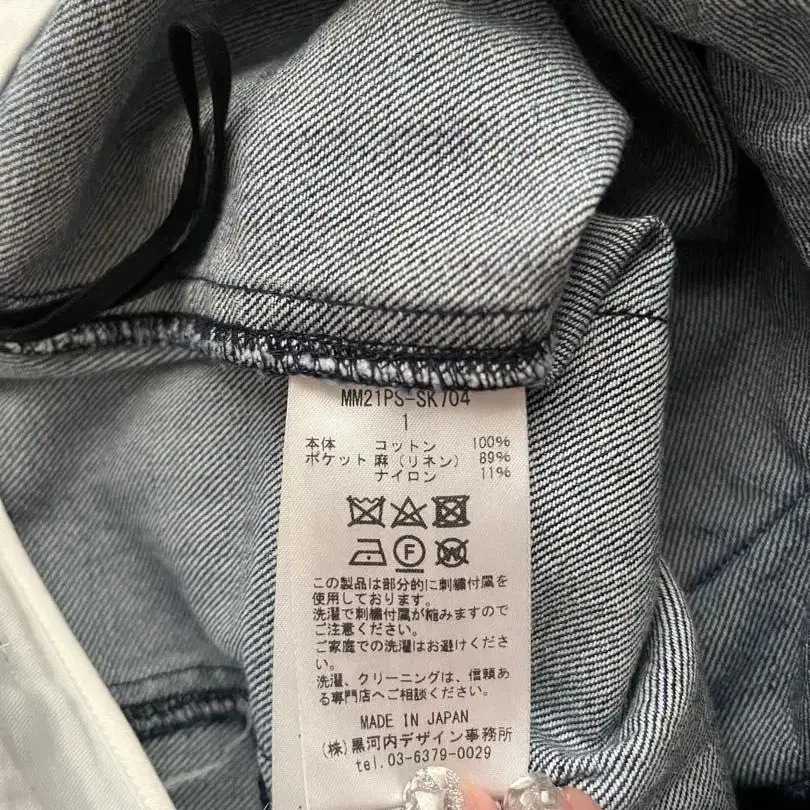 MM21PS-SK704
1
本体 コットン 100%
ポケット 麻（リネン） 89%
ナイロン 11%
F
W
この製品は部分的に刺繍付属を
使用しております。
洗濯で刺繍付属が縮みますので
ご注意ください。
ご家庭での洗濯はお避けくださ
い。
洗濯、クリーニングは、信頼あ
る専門店へご相談ください。
MADE IN JAPAN
(株)黒河内デザイン事務所
tel.03-6379-0029